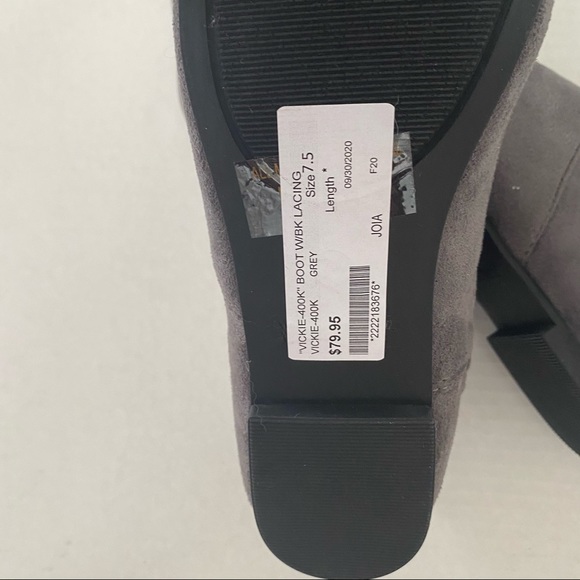 "VICKIE-400K" BOOT W/BK LACING
VICKIE-400K GREY Size 7.5
$79.95 Length *
*2222183676* 09/30/2020
JOIA F20